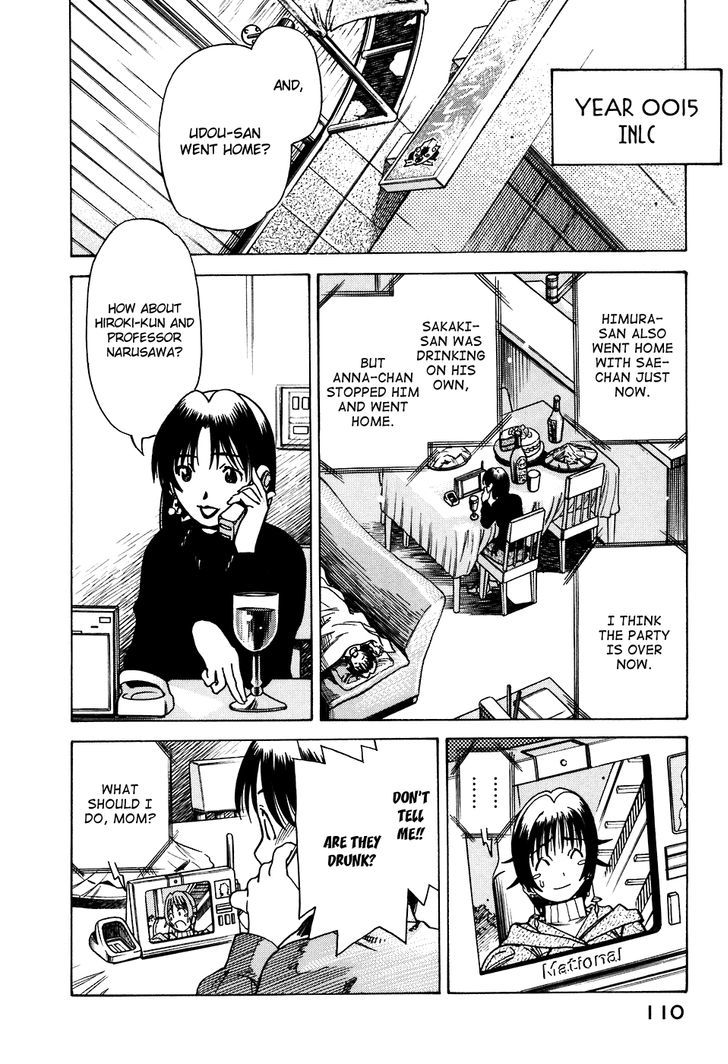 YEAR 0015
INLC
AND,
UDOU-SAN
WENT HOME?
HIMURA-
SAN ALSO
WENT HOME
WITH SAE-
CHAN JUST
NOW.
SAKAKI-
SAN WAS
DRINKING
ON HIS
OWN,
BUT
ANNA-CHAN
STOPPED HIM
AND WENT
HOME.
I THINK
THE PARTY
IS OVER
NOW.
HOW ABOUT
HIROKI-KUN AND
PROFESSOR
NARUSAWA?
......
National
DON'T
TELL
ME!!
ARE THEY
DRUNK?
WHAT
SHOULD I
DO, MOM?
110